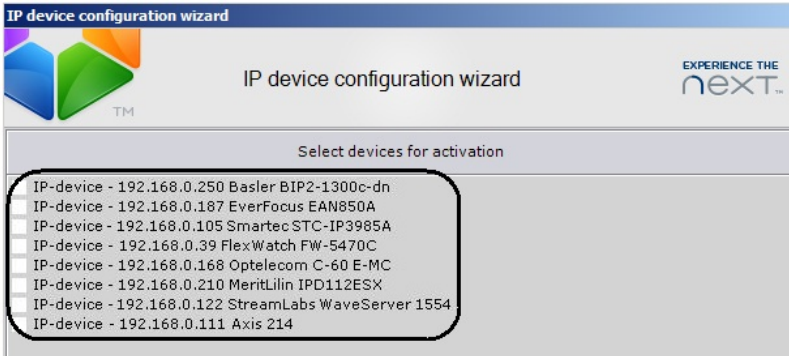 IP device configuration wizard
TM
IP device configuration wizard
EXPERIENCE THE
next™
Select devices for activation
IP-device - 192.168.0.250 Basler BIP2-1300c-dn
IP-device - 192.168.0.187 EverFocus EAN850A
IP-device - 192.168.0.105 Smartec STC-IP3985A
IP-device - 192.168.0.39 FlexWatch FW-5470C
IP-device - 192.168.0.168 Optelecom C-60 E-MC
IP-device - 192.168.0.210 MeritLilin IPD112ESX
IP-device - 192.168.0.122 StreamLabs WaveServer 1554
IP-device - 192.168.0.111 Axis 214